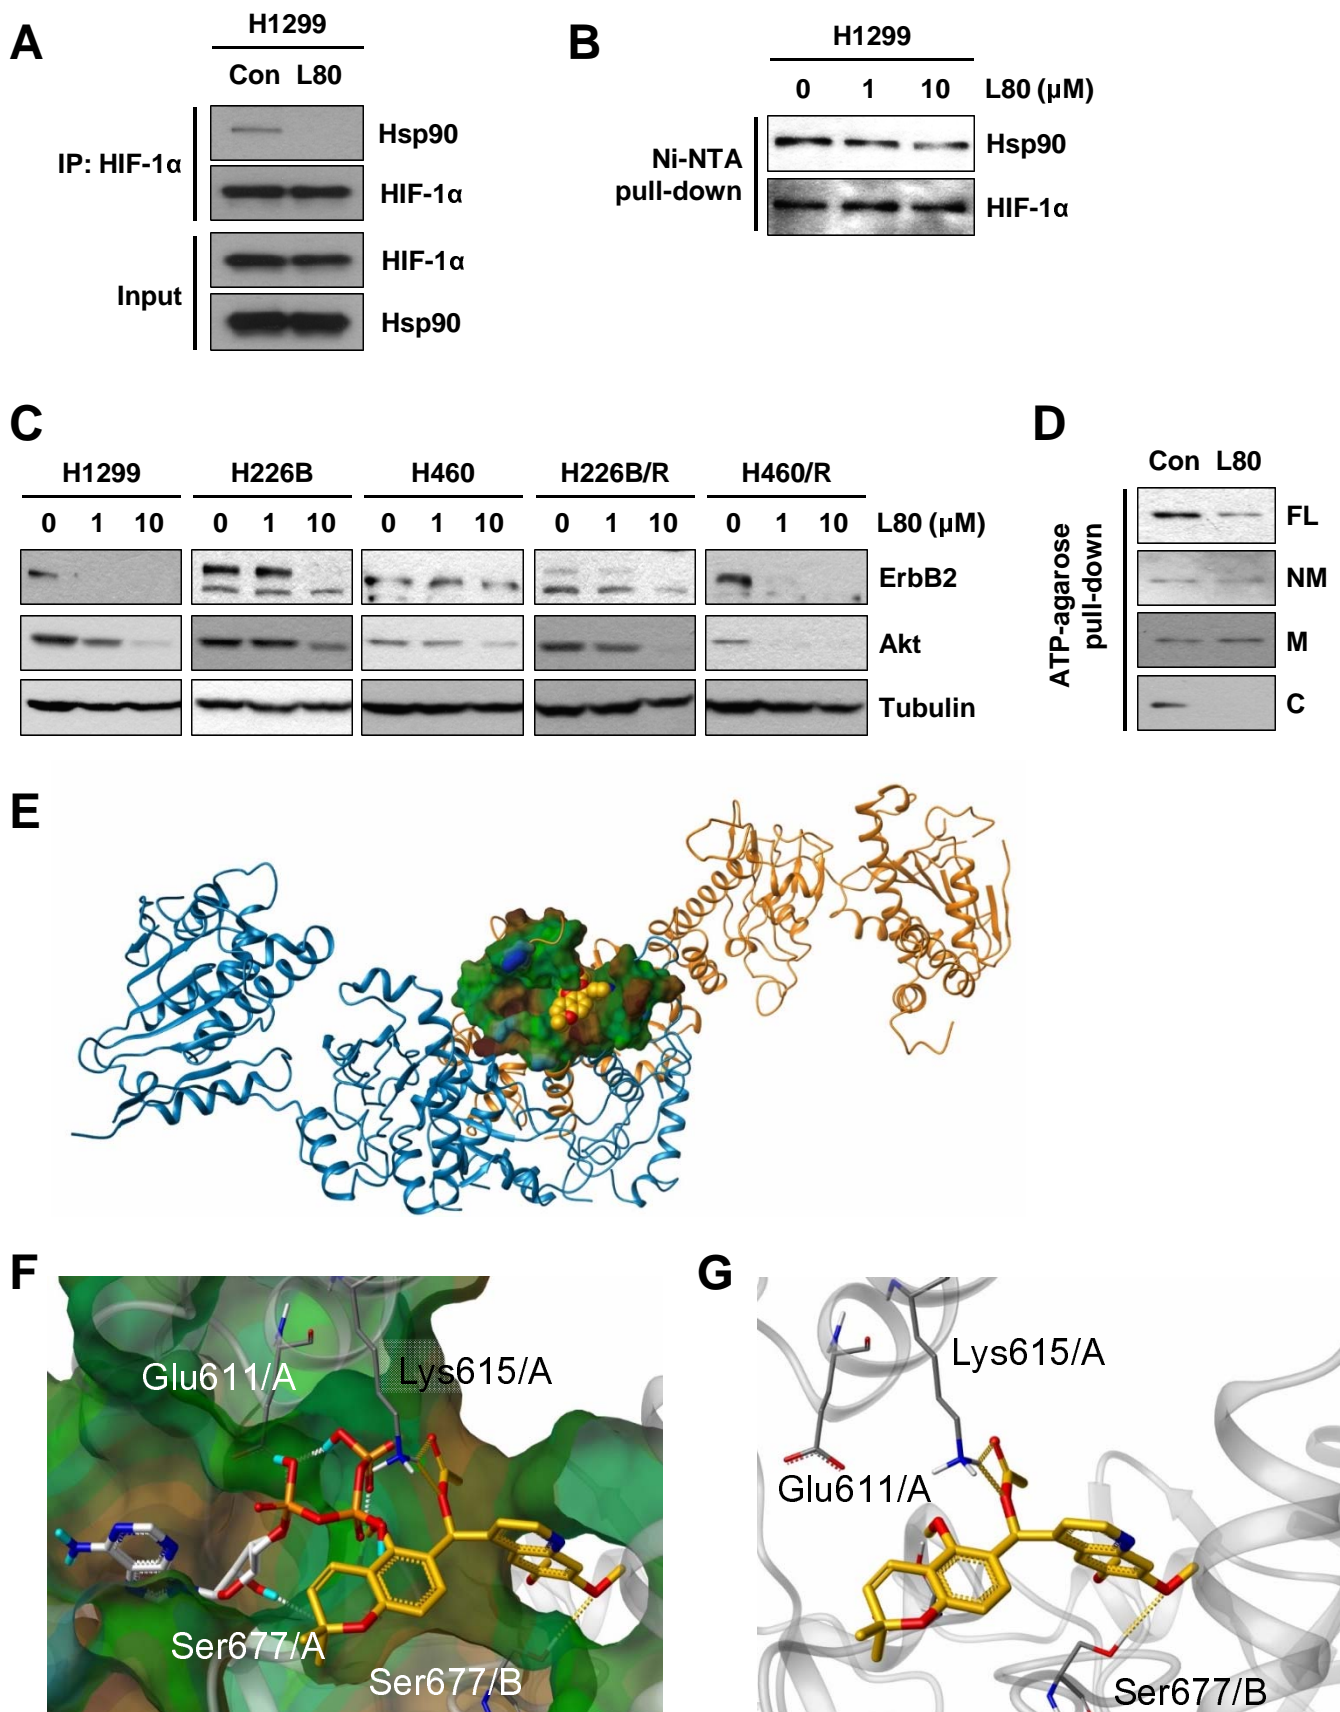 A
H1299
Con L80
IP: HIF-1α
Hsp90
HIF-1α
Input
HIF-1α
Hsp90
B
H1299
0 1 10 L80 (µM)
Ni-NTA
pull-down
Hsp90
HIF-1α
C
H1299 H226B H460 H226B/R H460/R
0 1 10 0 1 10 0 1 10 0 1 10 0 1 10 L80 (µM)
ErbB2
Akt
Tubulin
D
Con L80
ATP-agarose
pull-down
FL
NM
M
C
E
F
Glu611/A
Lys615/A
Ser677/A
Ser677/B
G
Lys615/A
Glu611/A
Ser677/B